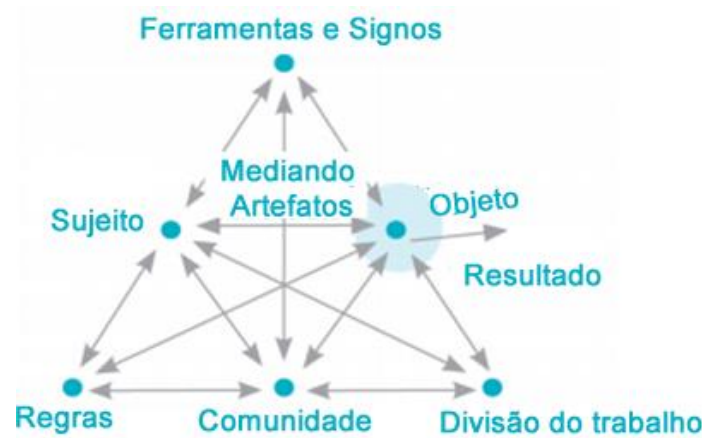 Ferramentas e Signos
Mediando
Artefatos
Sujeito
Objeto
Resultado
Regras
Comunidade
Divisão do trabalho